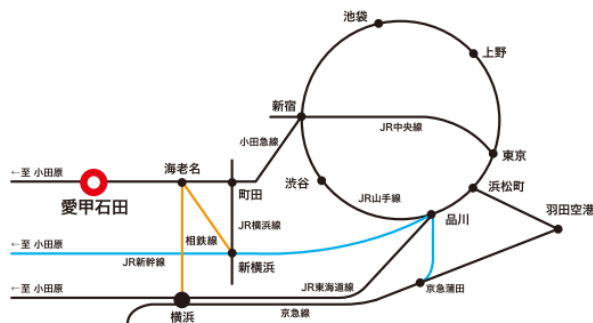 池袋
上野
新宿
JR中央線
小田急線
東京
←至 小田原
海老名
町田
渋谷
JR山手線
浜松町
愛甲石田
羽田空港
品川
JR横浜線
相鉄線
←至 小田原
JR新幹線
新横浜
JR東海道線
京急蒲田
←至 小田原
横浜
京急線